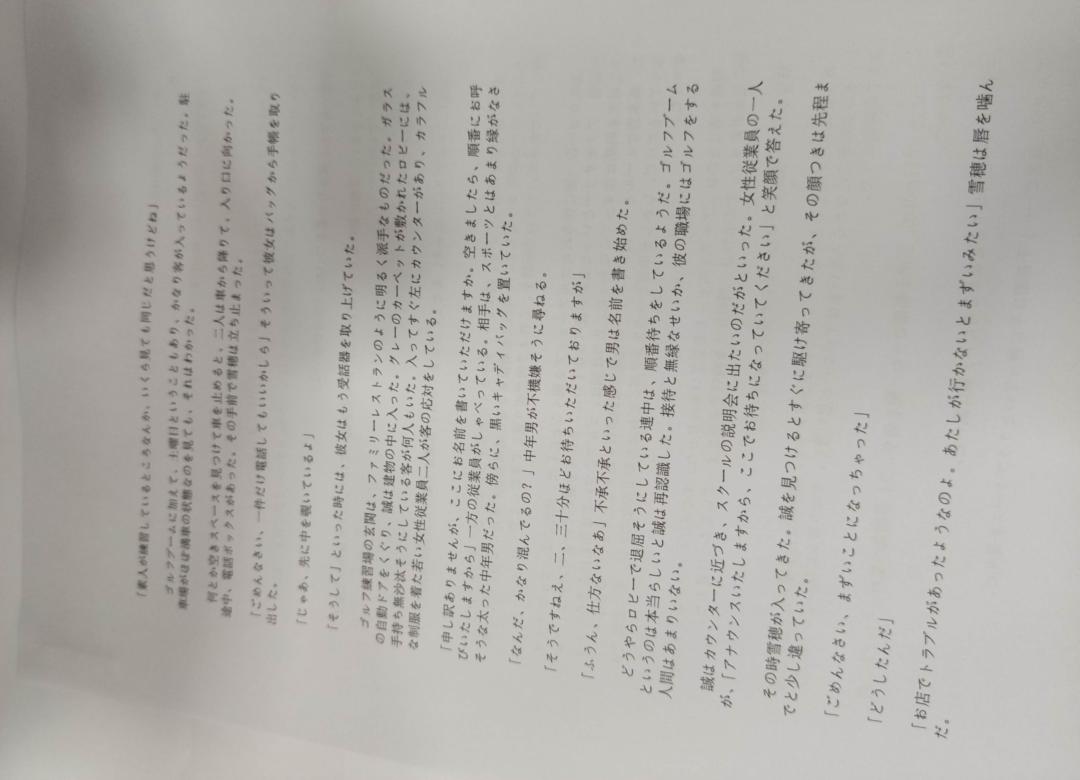 「素人が練習しているところなんか、いくら見ても同じだと思うけどね」
ゴルフブームに加えて、土曜日ということもあり、かなり客が入っているようだった。駐
車場がほぼ満車の状態なのを見ても、それはわかった。
何とか空きスペースを見つけて車を止めると、二人は車から降りて、入り口に向かった。
途中、電話ボックスがあった。その手前で雪穂は立ち止まった。
「ごめんなさい、一件だけ電話してもいいかしら」そういって彼女はバッグから手帳を取り
出した。
「じゃあ、先に中を覗いているよ」
「そうして」といった時には、彼女はもう受話器を取り上げていた。
ゴルフ練習場の玄関は、ファミリーレストランのように明るく派手なものだった。ガラス
の自動ドアをくぐり、誠は建物の中に入った。グレーのカーペットが敷かれたロビーには、
手持ち無沙汰そうにしている客が何人もいた。入ってすぐ左にカウンターがあり、カラフル
な制服を着た若い女性従業員二人が客の応対をしている。
「申し訳ありませんが、ここにお名前を書いていただけますか。空きましたら、順番にお呼
びいたしますから」一方の従業員がしゃべっている。相手は、スポーツとはあまり縁がなさ
そうな太った中年男だった。傍らに、黒いキャディバッグを置いていた。
「なんだ、かなり混んでるの?」中年男が不機嫌そうに尋ねる。
「そうですねえ、二、三十分ほどお待ちいただいておりますが」
「ふうん、仕方ないなあ」不承不承といった感じで男は名前を書き始めた。
どうやらロビーで退屈そうにしている連中は、順番待ちをしているようだ。ゴルフブーム
というのは本当らしいと誠は再認識した。接待と無縁なせいか、彼の職場にはゴルフをする
人間はあまりいない。
誠はカウンターに近づき、スクールの説明会に出たいのだがといった。女性従業員の一人
が、「アナウンスいたしますから、ここでお待ちになっていてください」と笑顔で答えた。
その時雪穂が入ってきた。誠を見つけるとすぐに駆け寄ってきたが、その顔つきは先程ま
でと少し違っていた。
「ごめんなさい、まずいことになっちゃった」
「どうしたんだ」
「お店でトラブルがあったようなのよ。あたしが行かないとまずいみたい」雪穂は唇を噛ん
だ。